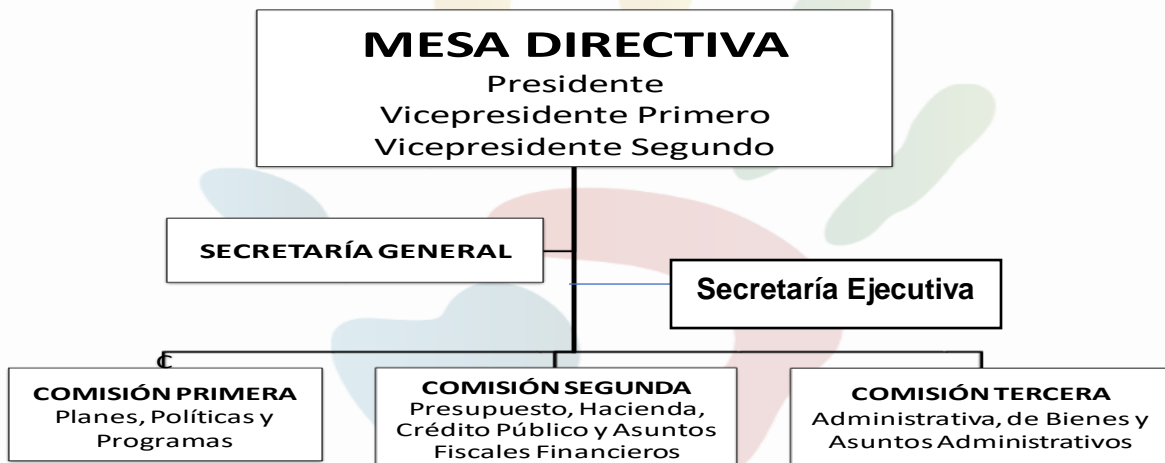 MESA DIRECTIVA
Presidente
Vicepresidente Primero
Vicepresidente Segundo
SECRETARÍA GENERAL
Secretaría Ejecutiva
C
COMISIÓN PRIMERA
Planes, Políticas y
Programas
COMISIÓN SEGUNDA
Presupuesto, Hacienda,
Crédito Público y Asuntos
Fiscales Financieros
COMISIÓN TERCERA
Administrativa, de Bienes y
Asuntos Administrativos